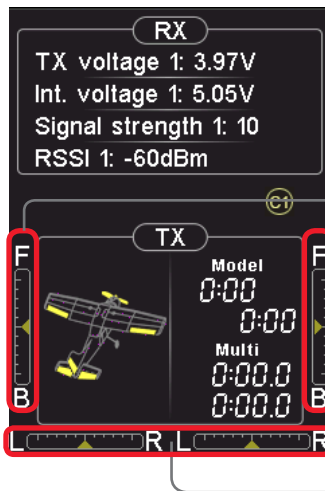 RX
TX voltage 1: 3.97V
Int. voltage 1: 5.05V
Signal strength 1: 10
RSSI 1: -60dBm
C1
TX
F F
Model
0:00
0:00
Multi
0:00.0
B 0:00.0 B
L R L R